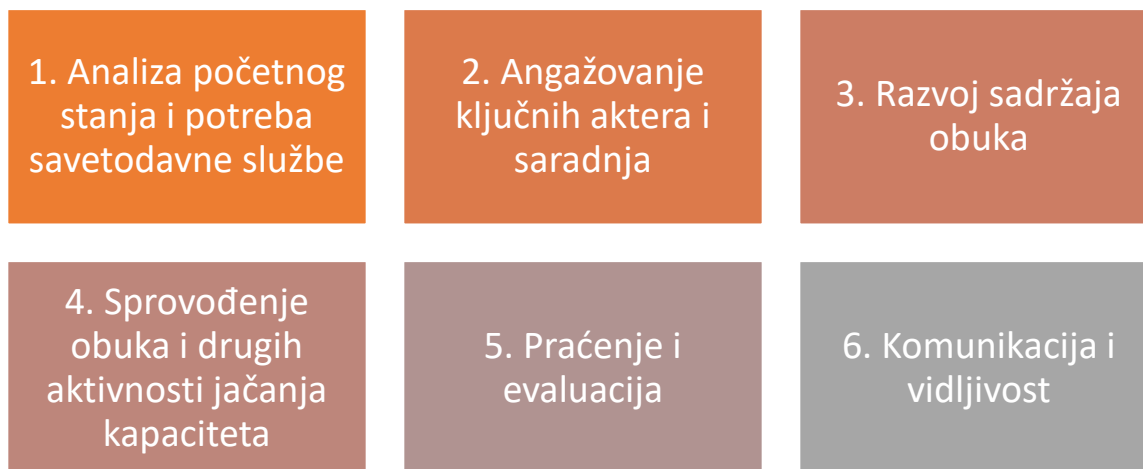 1. Analiza početnog
stanja i potreba
savetodavne službe
2. Angažovanje
ključnih aktera i
saradnja
3. Razvoj sadržaja
obuka
4. Sprovođenje
obuka i drugih
aktivnosti jačanja
kapaciteta
5. Praćenje i
evaluacija
6. Komunikacija i
vidljivost